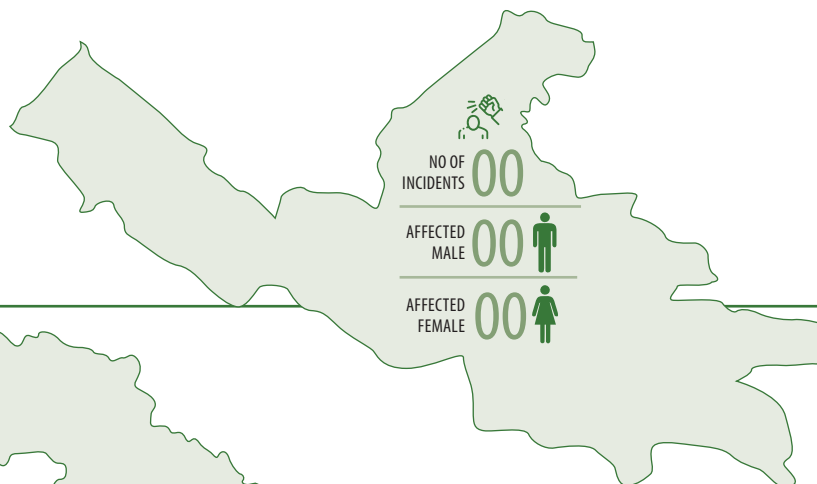 NO OF
INCIDENTS 00
AFFECTED
MALE 00
AFFECTED
FEMALE 00